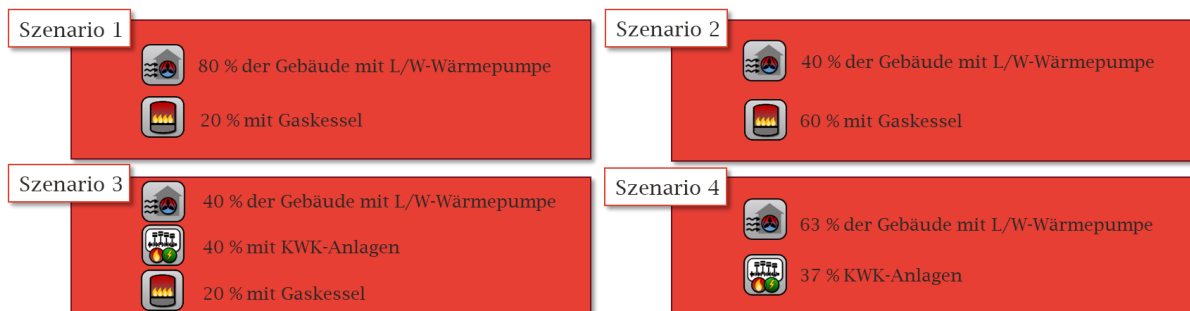 Szenario 1
80 % der Gebäude mit L/W-Wärmepumpe
20 % mit Gaskessel
Szenario 2
40 % der Gebäude mit L/W-Wärmepumpe
60 % mit Gaskessel
Szenario 3
40 % der Gebäude mit L/W-Wärmepumpe
40 % mit KWK-Anlagen
20 % mit Gaskessel
Szenario 4
63 % der Gebäude mit L/W-Wärmepumpe
37 % KWK-Anlagen